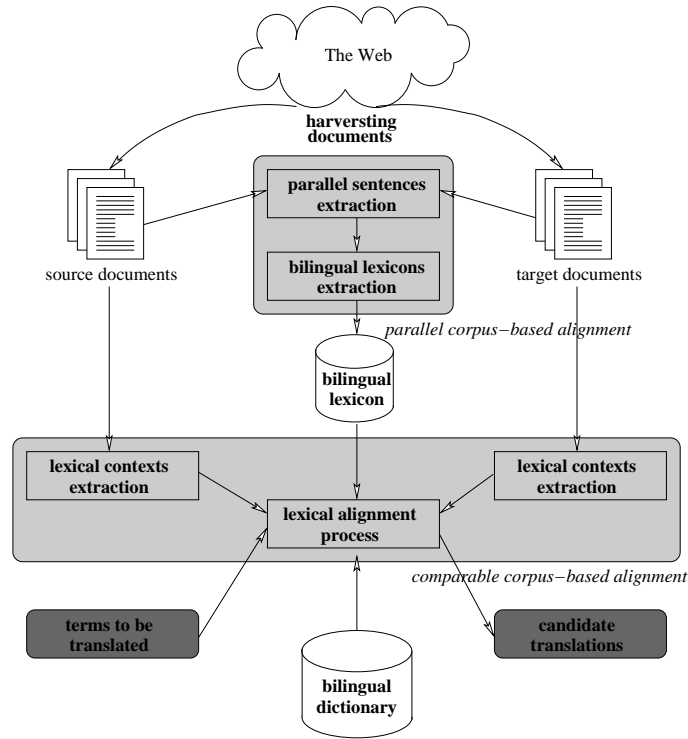 The Web
harversting
documents
parallel sentences
extraction
source documents
bilingual lexicons
extraction
target documents
parallel corpus−based alignment
bilingual
lexicon
lexical contexts
extraction
lexical contexts
extraction
lexical alignment
process
comparable corpus−based alignment
terms to be
translated
candidate
translations
bilingual
dictionary